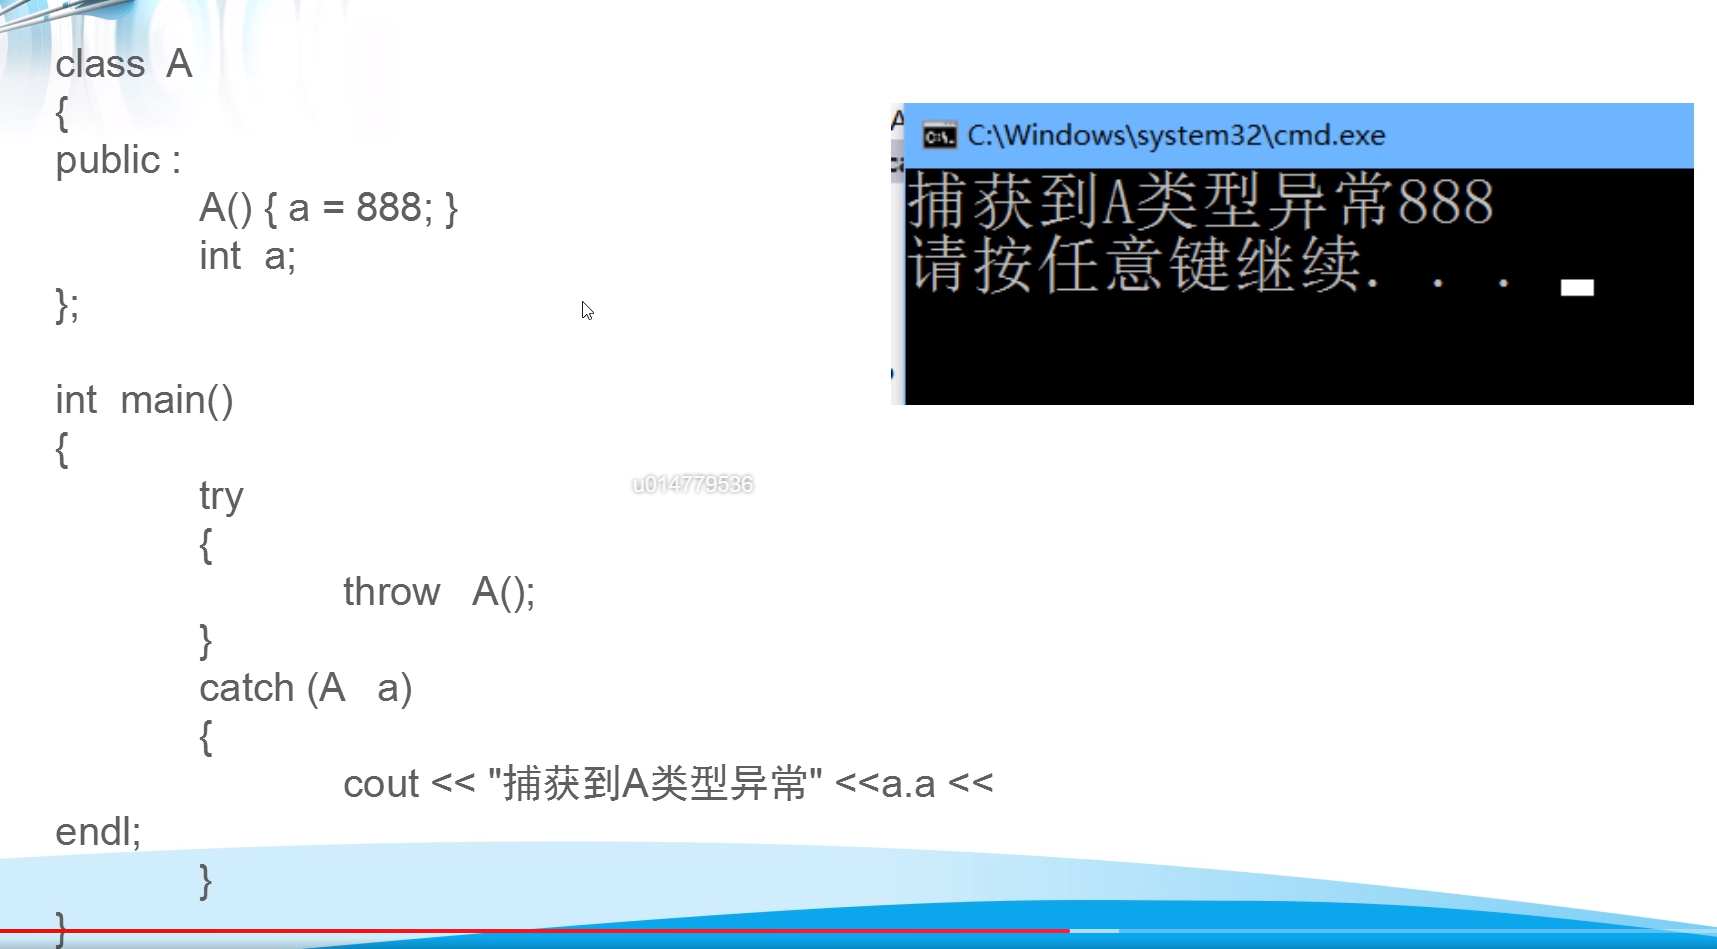 class  A
{
public :
A() { a = 888; }
int  a;
};
int  main()
{
try
{
throw   A();
}
catch (A   a)
{
cout << "捕获到A类型异常" <<a.a <<
endl;
}
}
C:\Windows\system32\cmd.exe
捕获到A类型异常888
请按任意键继续. . .
u014779536